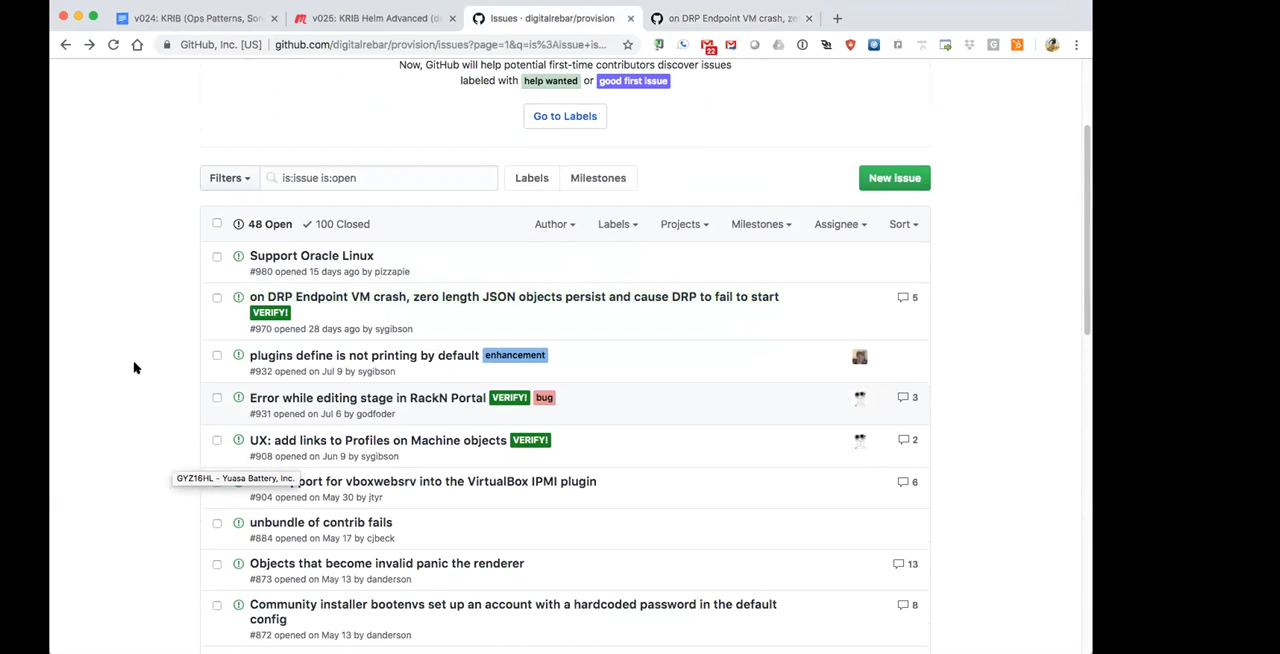 v024: KRIB (Ops Patterns, Son
v025: KRIB Helm Advanced (de
Issues · digitalrebar/provision
on DRP Endpoint VM crash, ze
GitHub, Inc. [US]
github.com/digitalrebar/provision/issues?page=1&q=is%3Aissue+is...
22
Now, GitHub will help potential first-time contributors discover issues
labeled with help wanted or good first issue
Go to Labels
Filters
is:issue is:open
Labels
Milestones
New issue
48 Open
100 Closed
Author
Labels
Projects
Milestones
Assignee
Sort
Support Oracle Linux
#980 opened 15 days ago by pizzapie
on DRP Endpoint VM crash, zero length JSON objects persist and cause DRP to fail to start
5
VERIFY!
#970 opened 28 days ago by sygibson
plugins define is not printing by default enhancement
#932 opened on Jul 9 by sygibson
Error while editing stage in RackN Portal VERIFY! bug
3
#931 opened on Jul 6 by godfoder
UX: add links to Profiles on Machine objects VERIFY!
2
#908 opened on Jun 9 by sygibson
GYZ16HL - Yuasa Battery, Inc.
port for vboxwebsrv into the VirtualBox IPMI plugin
6
#904 opened on May 30 by jtyr
unbundle of contrib fails
#884 opened on May 17 by cjbeck
Objects that become invalid panic the renderer
13
#873 opened on May 13 by danderson
Community installer bootenvs set up an account with a hardcoded password in the default
8
config
#872 opened on May 13 by danderson